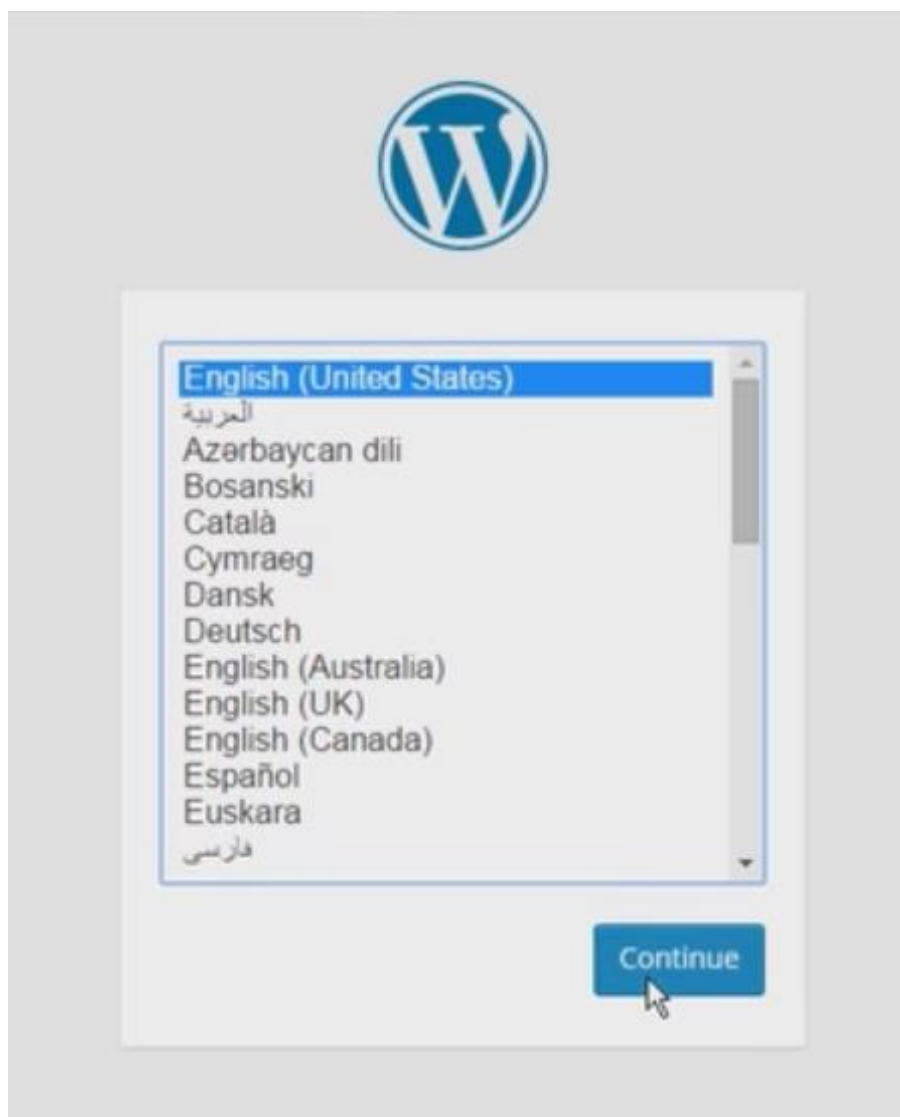 English (United States)
العربية
Azərbaycan dili
Bosanski
Català
Cymraeg
Dansk
Deutsch
English (Australia)
English (UK)
English (Canada)
Español
Euskara
فارسی
Continue